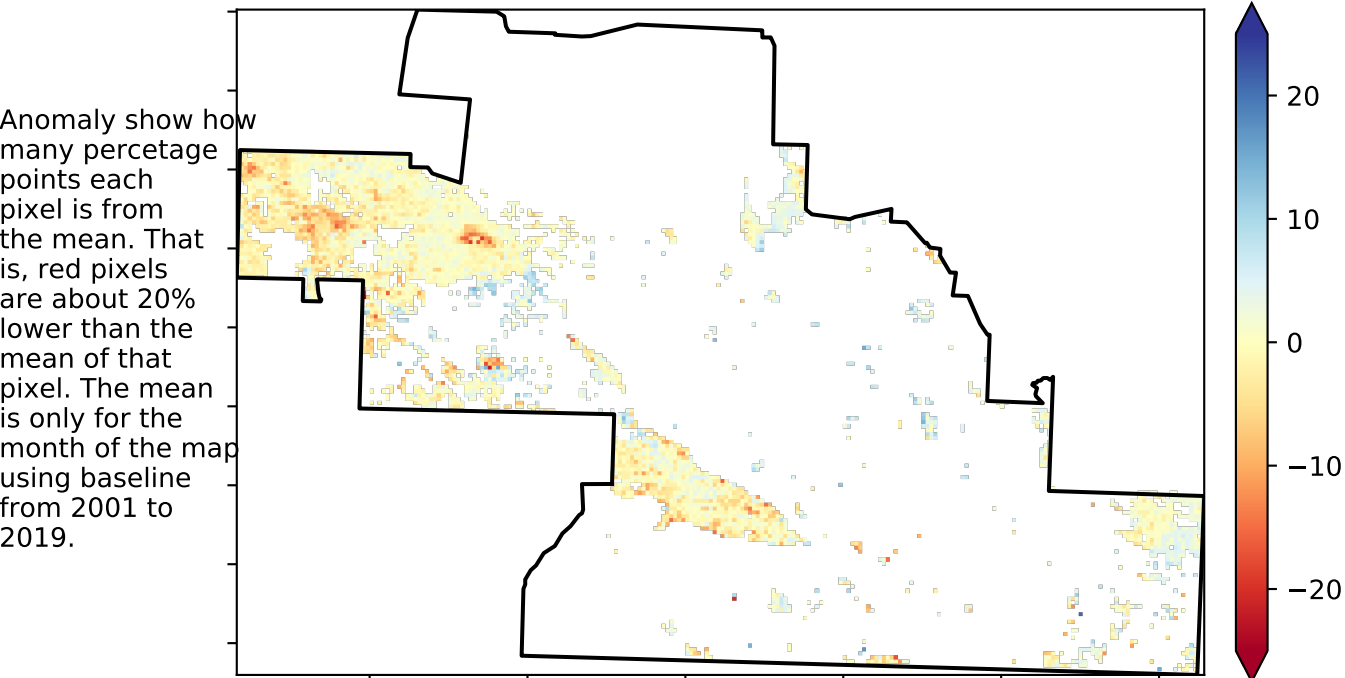 Anomaly show how
many percetage
points each
pixel is from
the mean. That
is, red pixels
are about 20%
lower than the
mean of that
pixel. The mean
is only for the
month of the map
using baseline
from 2001 to
2019.
20
10
0
−10
−20